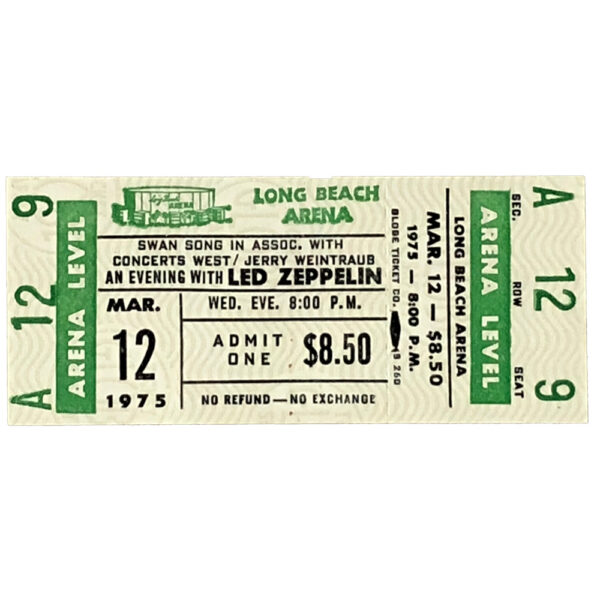 A 12 9
ARENA LEVEL
LONG BEACH
ARENA
SWAN SONG IN ASSOC. WITH
CONCERTS WEST/ JERRY WEINTRAUB
AN EVENING WITH LED ZEPPELIN
MAR.
12
1975
WED. EVE. 8:00 P.M.
ADMIT
ONE
$8.50
NO REFUND—NO EXCHANGE
GLOBE TICKET CO.
1975 — 8:00 P.M.
MAR. 12 — $8.50
LONG BEACH ARENA
ARENA LEVEL
SEC. ROW SEAT
A 12 9